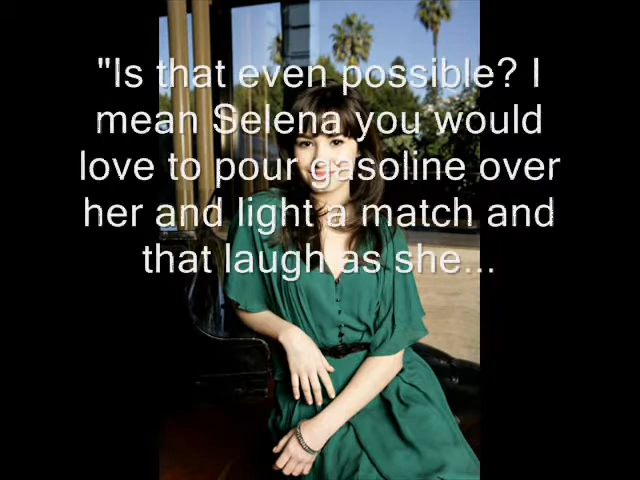 "Is that even possible? I
mean Selena you would
love to pour gasoline over
her and light a match and
that laugh as she...